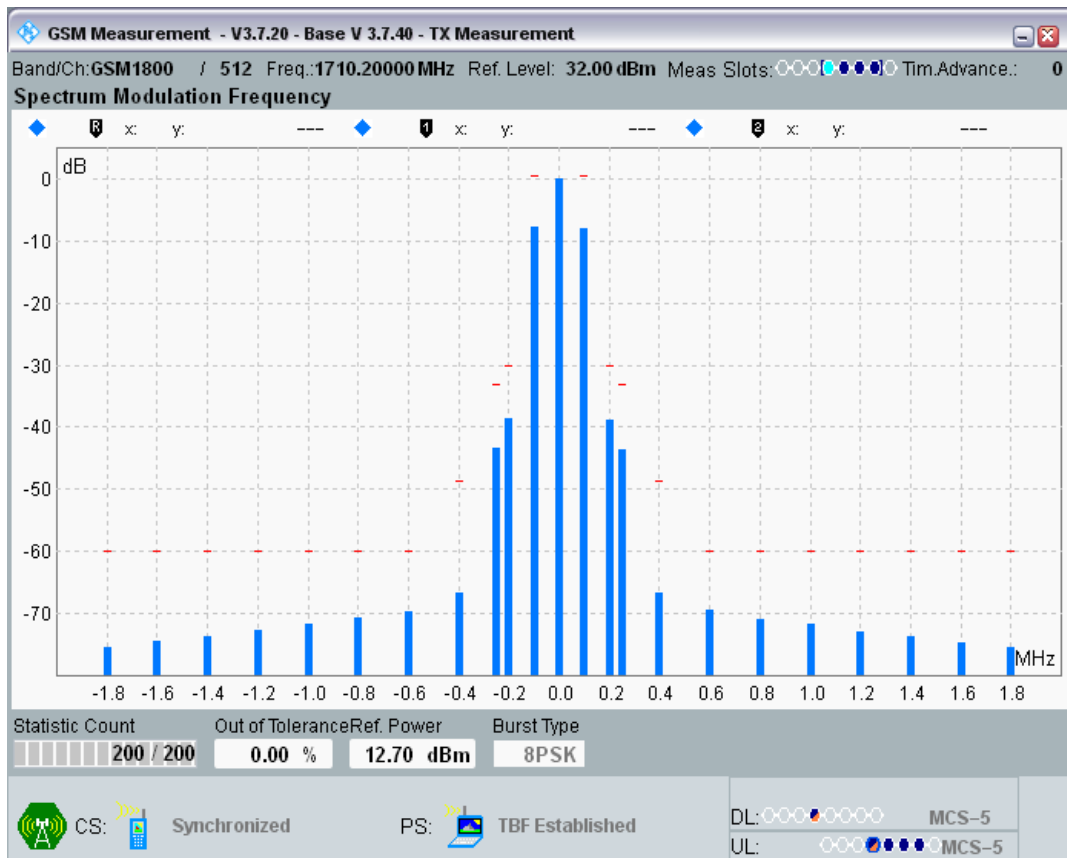 GSM Measurement - V3.7.20 - Base V 3.7.40 - TX Measurement
Band/Ch:GSM1800 / 512 Freq.:1710.20000 MHz Ref. Level: 32.00 dBm Meas Slots: Tim.Advance.: 0
Spectrum Modulation Frequency
R x: y: --- 1 x: y: --- 2 x: y: ---
dB
0
-10
-20
-30
-40
-50
-60
-70
MHz
-1.8 -1.6 -1.4 -1.2 -1.0 -0.8 -0.6 -0.4 -0.2 0.0 0.2 0.4 0.6 0.8 1.0 1.2 1.4 1.6 1.8
Statistic Count Out of Tolerance Ref. Power Burst Type
200 / 200 0.00 % 12.70 dBm 8PSK
CS: Synchronized PS: TBF Established
DL: MCS-5
UL: MCS-5